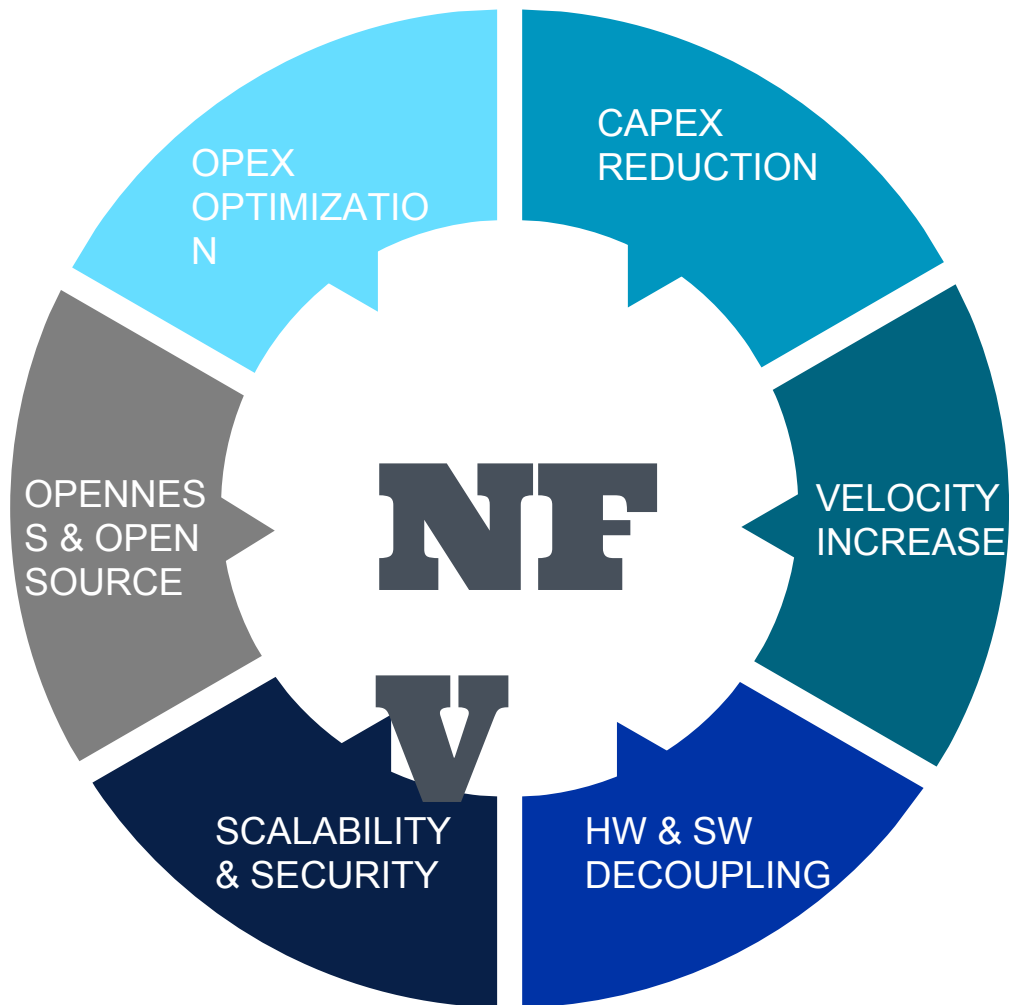 OPEX
OPTIMIZATIO
N
CAPEX
REDUCTION
OPENNES
S & OPEN
SOURCE
NF
V
VELOCITY
INCREASE
SCALABILITY
& SECURITY
HW & SW
DECOUPLING